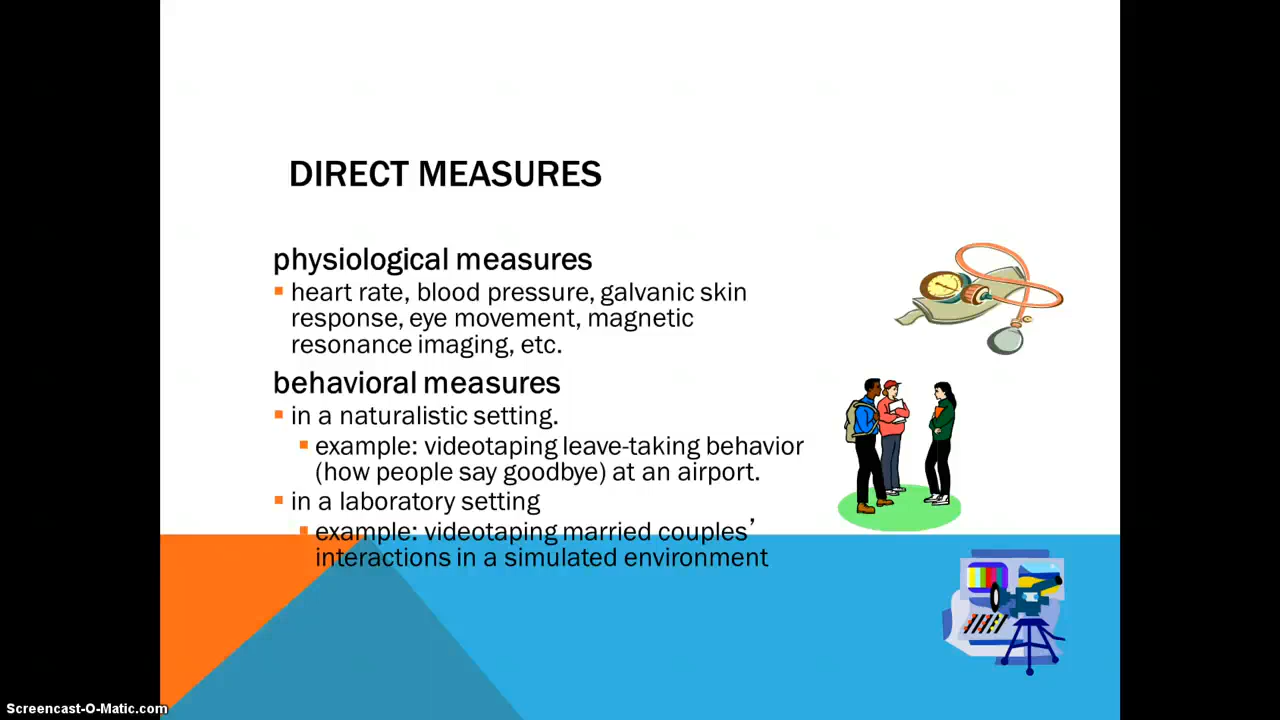 DIRECT MEASURES
physiological measures
heart rate, blood pressure, galvanic skin
response, eye movement, magnetic
resonance imaging, etc.
behavioral measures
in a naturalistic setting.
example: videotaping leave-taking behavior
(how people say goodbye) at an airport.
in a laboratory setting
example: videotaping married couples’
interactions in a simulated environment
Screencast-O-Matic.com